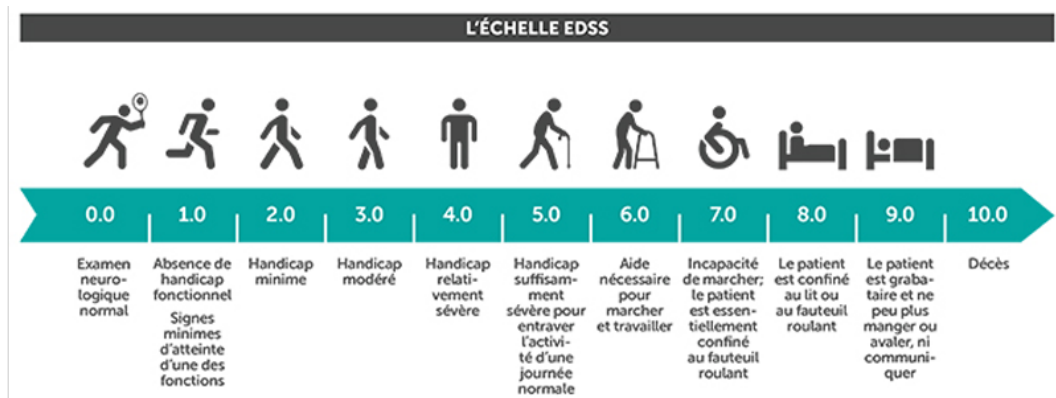 L'ÉCHELLE EDSS
0.0
1.0
2.0
3.0
4.0
5.0
6.0
7.0
8.0
9.0
10.0
Examen
neuro-
logique
normal
Absence de
handicap
fonctionnel
Signes
minimes
d'atteinte
d'une des
fonctions
Handicap
minime
Handicap
modéré
Handicap
relati-
vement
sévère
Handicap
suffisam-
ment
sévère pour
entraver
l'activi-
té d'une
journée
normale
Aide
nécessaire
pour
marcher
et travailler
Incapacité
de marcher;
le patient
est essen-
tiellement
confiné
au fauteuil
roulant
Le patient
est confiné
au lit ou
au fauteuil
roulant
Le patient
est graba-
taire et ne
peu plus
manger ou
avaler, ni
communi-
quer
Décès